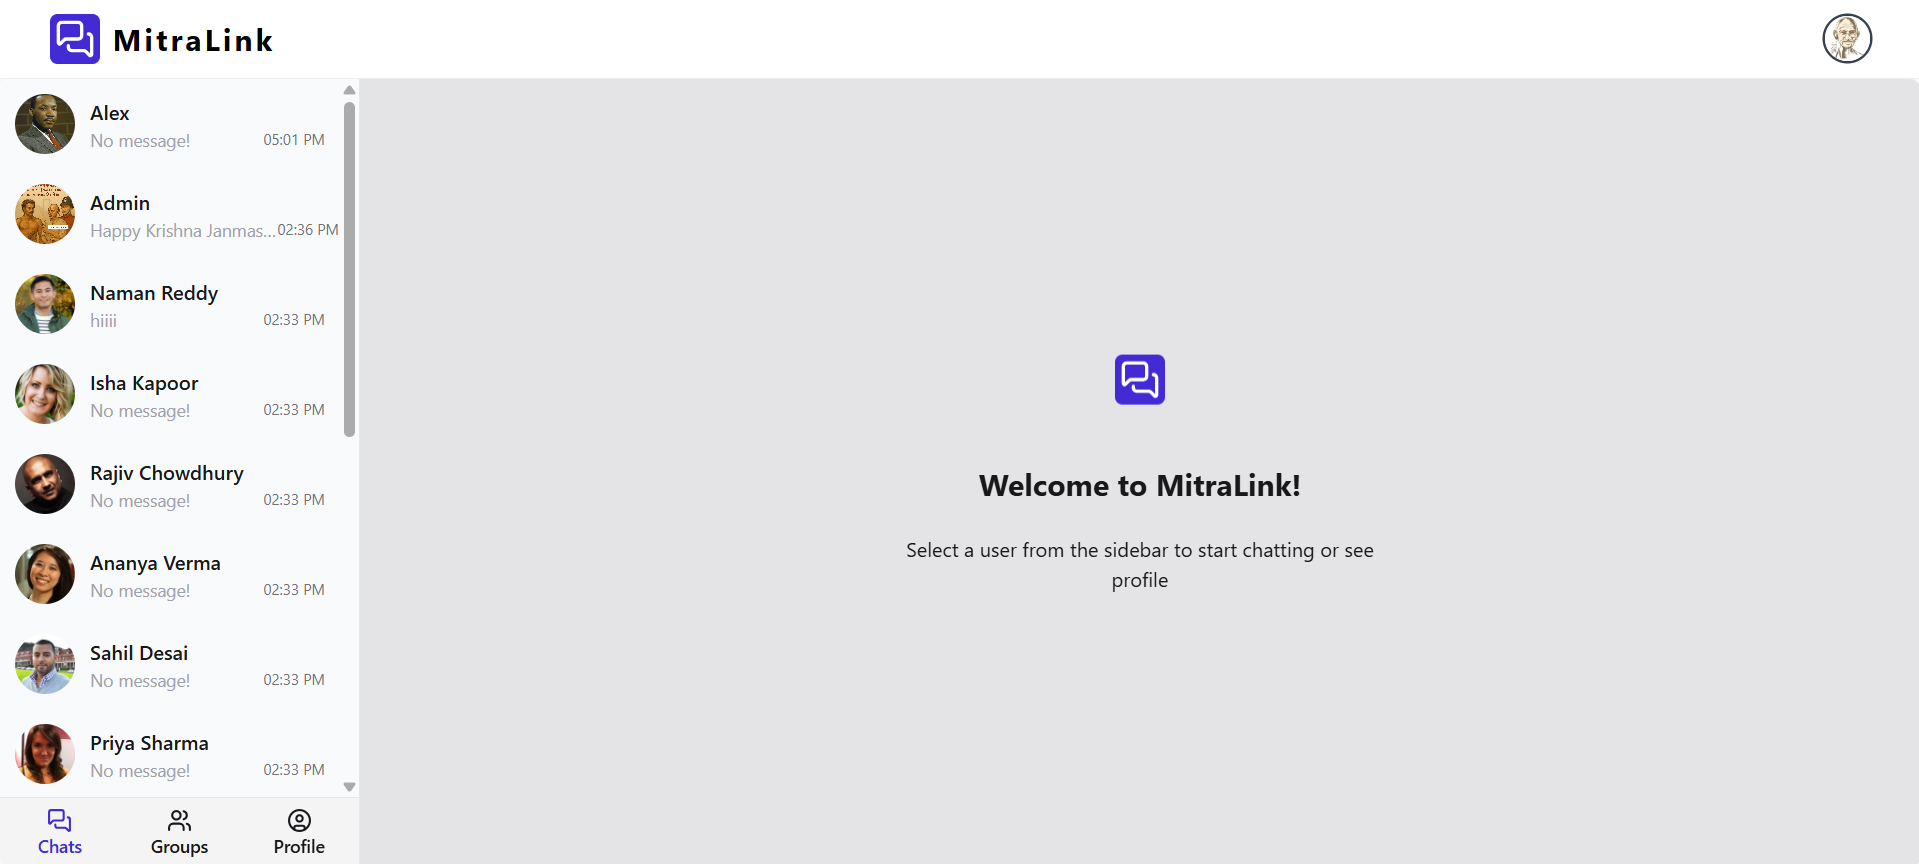 MitraLink
Alex
No message! 05:01 PM
Admin
Happy Krishna Janmas... 02:36 PM
Naman Reddy
hiiii 02:33 PM
Isha Kapoor
No message! 02:33 PM
Rajiv Chowdhury
No message! 02:33 PM
Ananya Verma
No message! 02:33 PM
Sahil Desai
No message! 02:33 PM
Priya Sharma
No message! 02:33 PM
Chats Groups Profile
Welcome to MitraLink!
Select a user from the sidebar to start chatting or see
profile